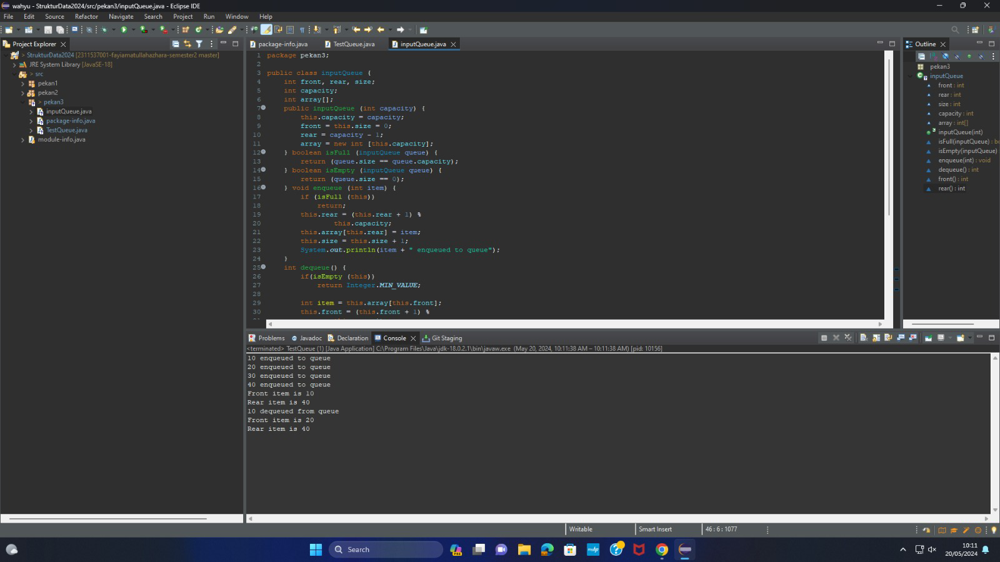 wahyu - StrukturData2024/src/pekan3/inputQueue.java - Eclipse IDE
File Edit Source Refactor Navigate Search Project Run Window Help
Project Explorer
StrukturData2024 [2311537001-fayiamatullahazhara-semester2 master]
JRE System Library [JavaSE-18]
src
pekan1
pekan2
pekan3
inputQueue.java
package-info.java
TestQueue.java
module-info.java
package-info.java TestQueue.java inputQueue.java
1 package pekan3;
2
3 public class inputQueue {
4 int front, rear, size;
5 int capacity;
6 int array[];
7 public inputQueue (int capacity) {
8 this.capacity = capacity;
9 front = this.size = 0;
10 rear = capacity - 1;
11 array = new int [this.capacity];
12 } boolean isFull (inputQueue queue) {
13 return (queue.size == queue.capacity);
14 } boolean isEmpty (inputQueue queue) {
15 return (queue.size == 0);
16 } void enqueue (int item) {
17 if (isFull (this))
18 return;
19 this.rear = (this.rear + 1) %
20 this.capacity;
21 this.array[this.rear] = item;
22 this.size = this.size + 1;
23 System.out.println(item + " enqueued to queue");
24 }
25 int dequeue() {
26 if(isEmpty (this))
27 return Integer.MIN_VALUE;
28
29 int item = this.array[this.front];
30 this.front = (this.front + 1) %
Outline
pekan3
inputQueue
front : int
rear : int
size : int
capacity : int
array : int[]
inputQueue(int)
isFull(inputQueue) : bo
isEmpty(inputQueue)
enqueue(int) : void
dequeue() : int
front() : int
rear() : int
Problems Javadoc Declaration Console Git Staging
<terminated> TestQueue (1) [Java Application] C:\Program Files\Java\jdk-18.0.2.1\bin\javaw.exe (May 20, 2024, 10:11:38 AM – 10:11:38 AM) [pid: 10156]
10 enqueued to queue
20 enqueued to queue
30 enqueued to queue
40 enqueued to queue
Front item is 10
Rear item is 40
10 dequeued from queue
Front item is 20
Rear item is 40
Writable Smart Insert 46 : 6 : 1077
Search
PRE
10:11
20/05/2024